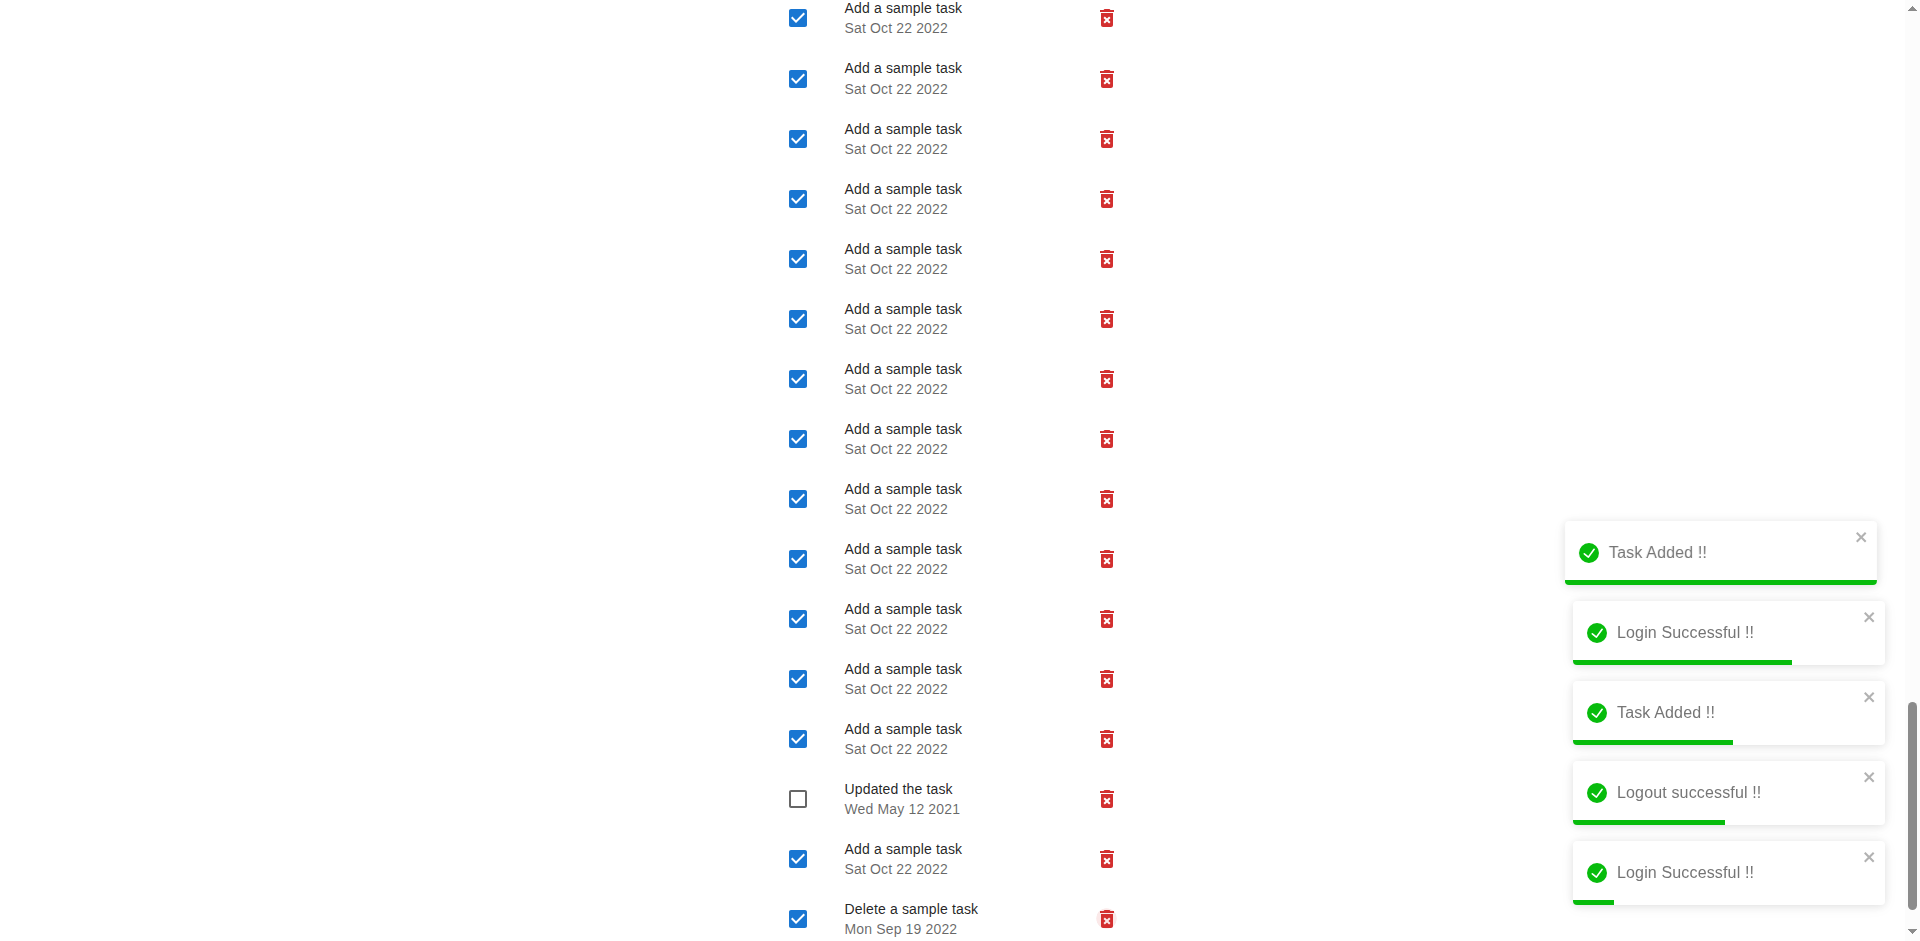 Add a sample task
Sat Oct 22 2022
Add a sample task
Sat Oct 22 2022
Add a sample task
Sat Oct 22 2022
Add a sample task
Sat Oct 22 2022
Add a sample task
Sat Oct 22 2022
Add a sample task
Sat Oct 22 2022
Add a sample task
Sat Oct 22 2022
Add a sample task
Sat Oct 22 2022
Add a sample task
Sat Oct 22 2022
Add a sample task
Sat Oct 22 2022
Add a sample task
Sat Oct 22 2022
Add a sample task
Sat Oct 22 2022
Add a sample task
Sat Oct 22 2022
Updated the task
Wed May 12 2021
Add a sample task
Sat Oct 22 2022
Delete a sample task
Mon Sep 19 2022
Task Added !!
Login Successful !!
Task Added !!
Logout successful !!
Login Successful !!